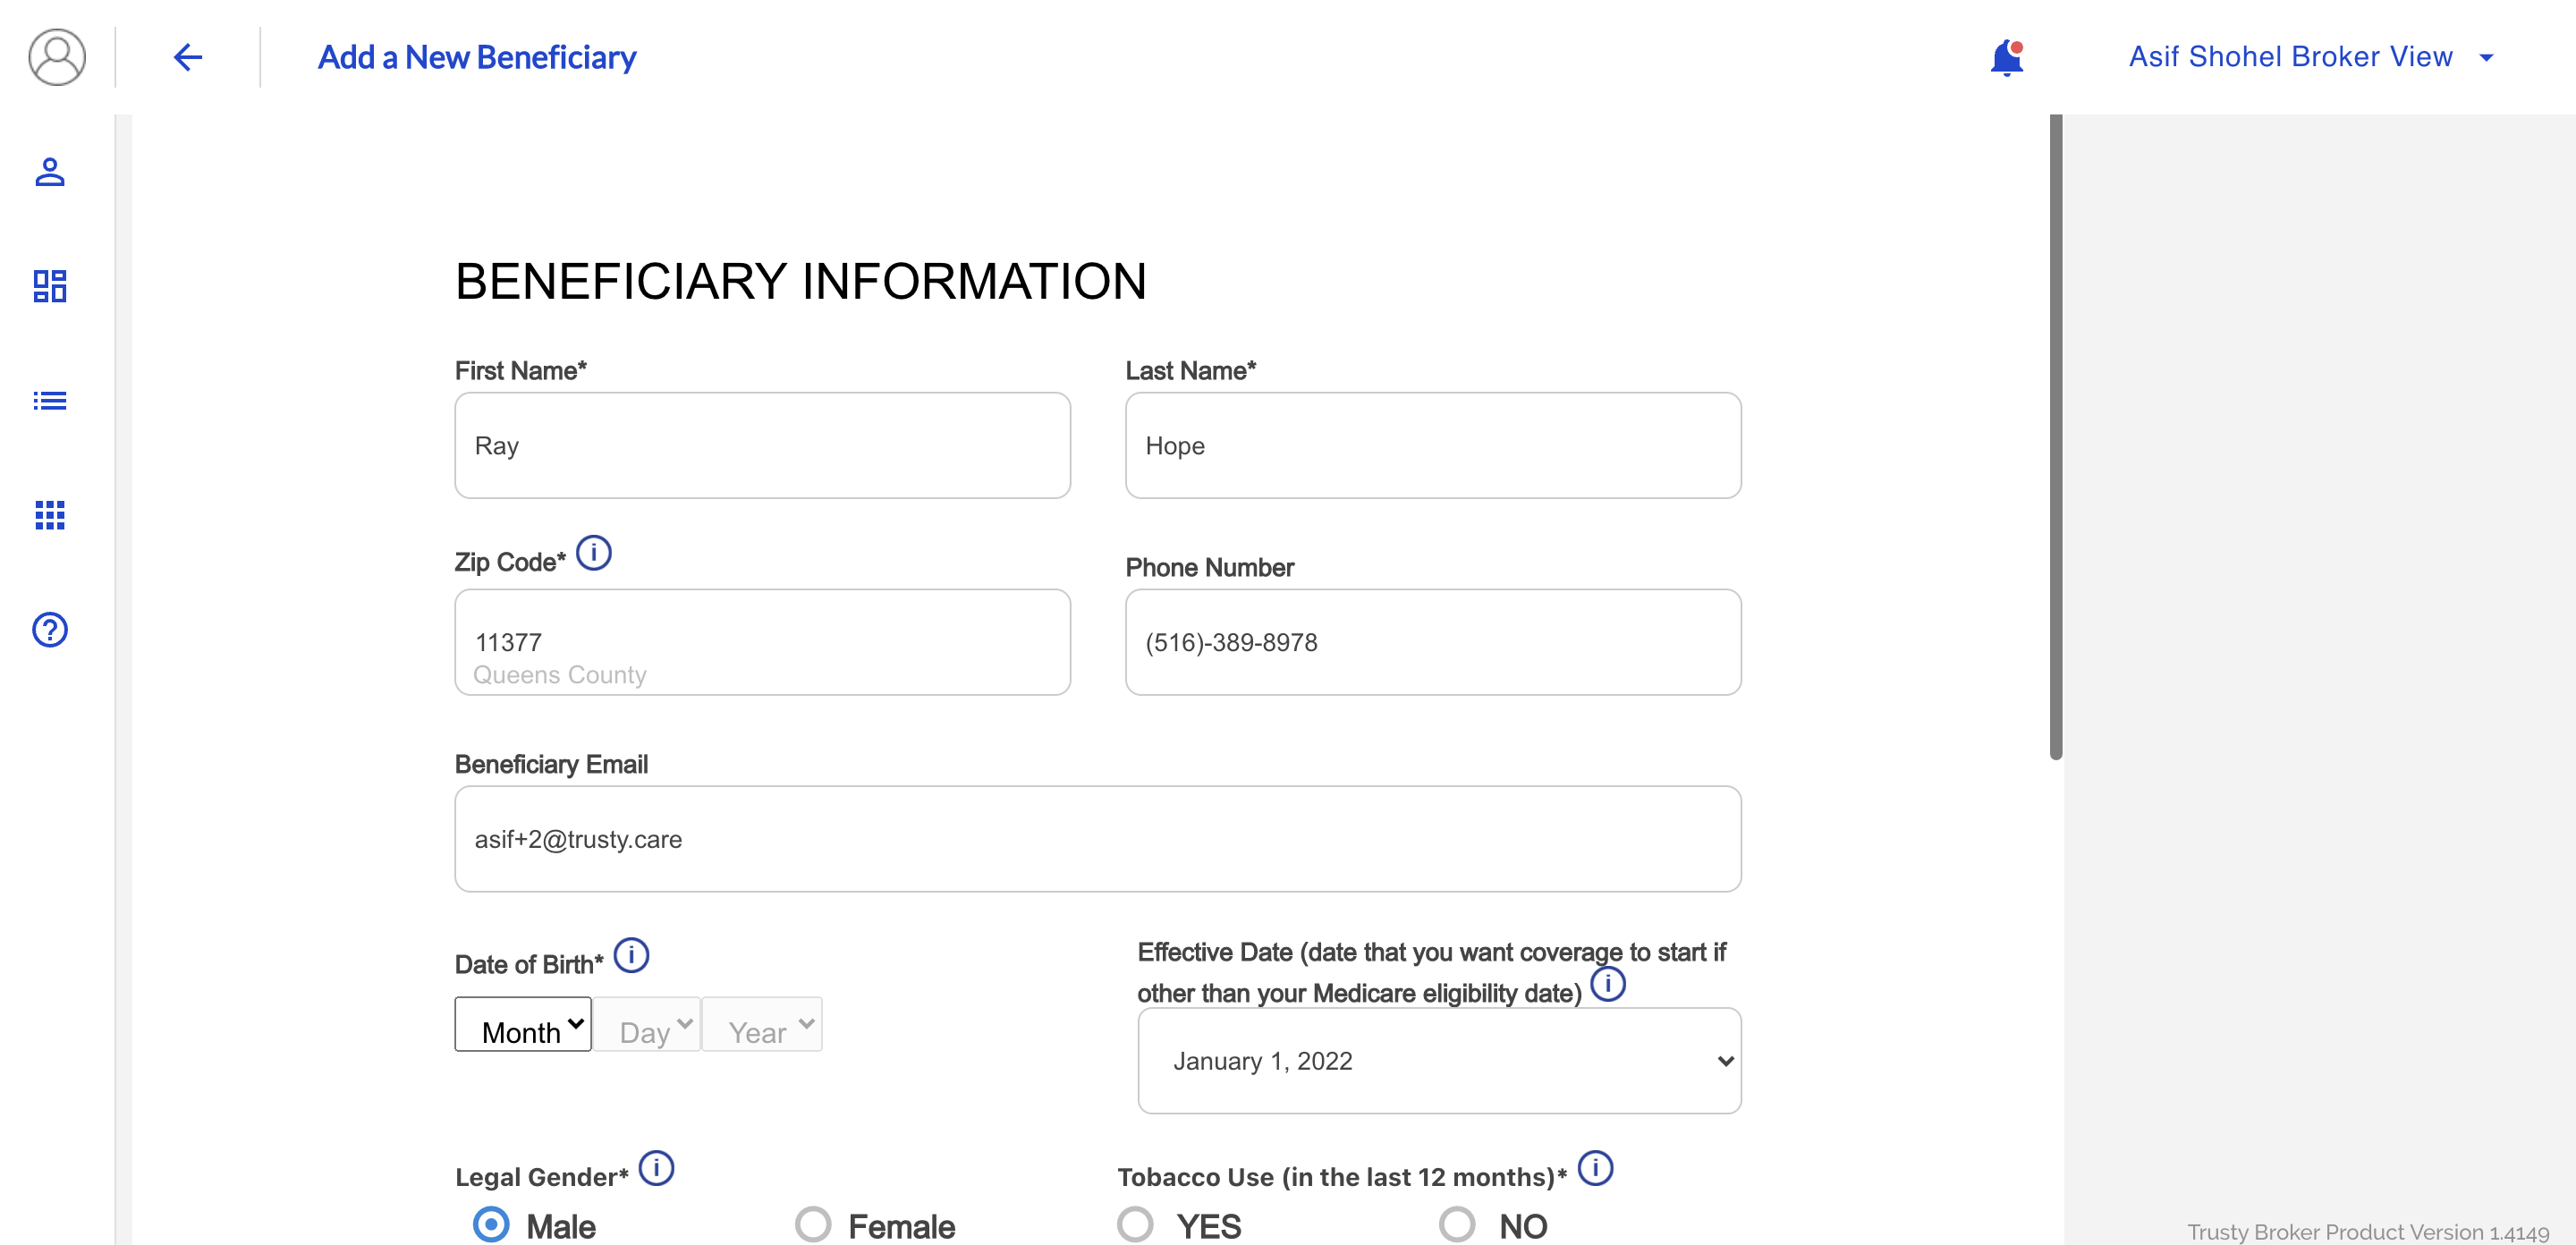 Add a New Beneficiary
Asif Shohel Broker View
BENEFICIARY INFORMATION
First Name*
Last Name*
Ray
Hope
Zip Code*
Phone Number
11377
Queens County
(516)-389-8978
Beneficiary Email
asif+2@trusty.care
Date of Birth*
Effective Date (date that you want coverage to start if
other than your Medicare eligibility date)
Month
Day
Year
January 1, 2022
Legal Gender*
Tobacco Use (in the last 12 months)*
Male
Female
YES
NO
Trusty Broker Product Version 1.4149